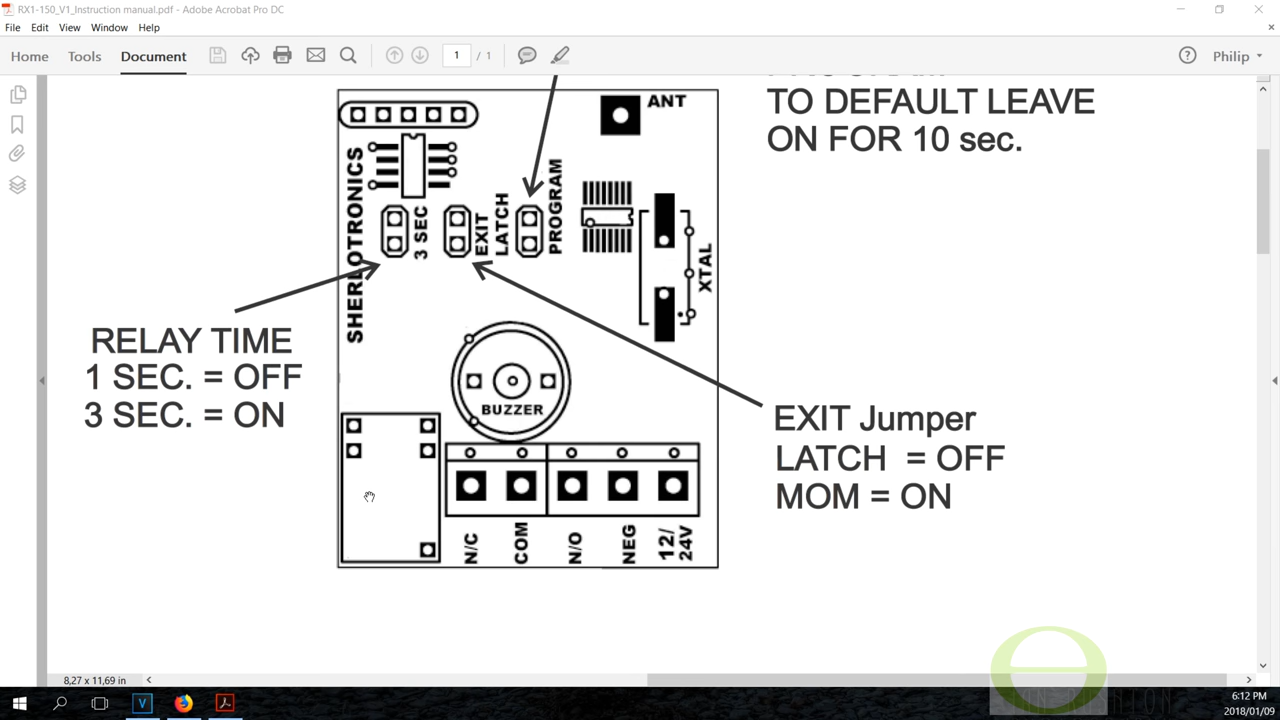 RX1-150_V1_Instruction manual.pdf - Adobe Acrobat Pro DC
File Edit View Window Help
Home Tools Document 1 / 1 Philip
TO DEFAULT LEAVE
ON FOR 10 sec.
ANT
SHERLOTRONICS
3 SEC
EXIT
LATCH
PROGRAM
XTAL
RELAY TIME
1 SEC. = OFF
3 SEC. = ON
BUZZER
EXIT Jumper
LATCH = OFF
MOM = ON
N/C
COM
N/O
NEG
12/
24V
8,27 x 11,69 in
6:12 PM
2018/01/09